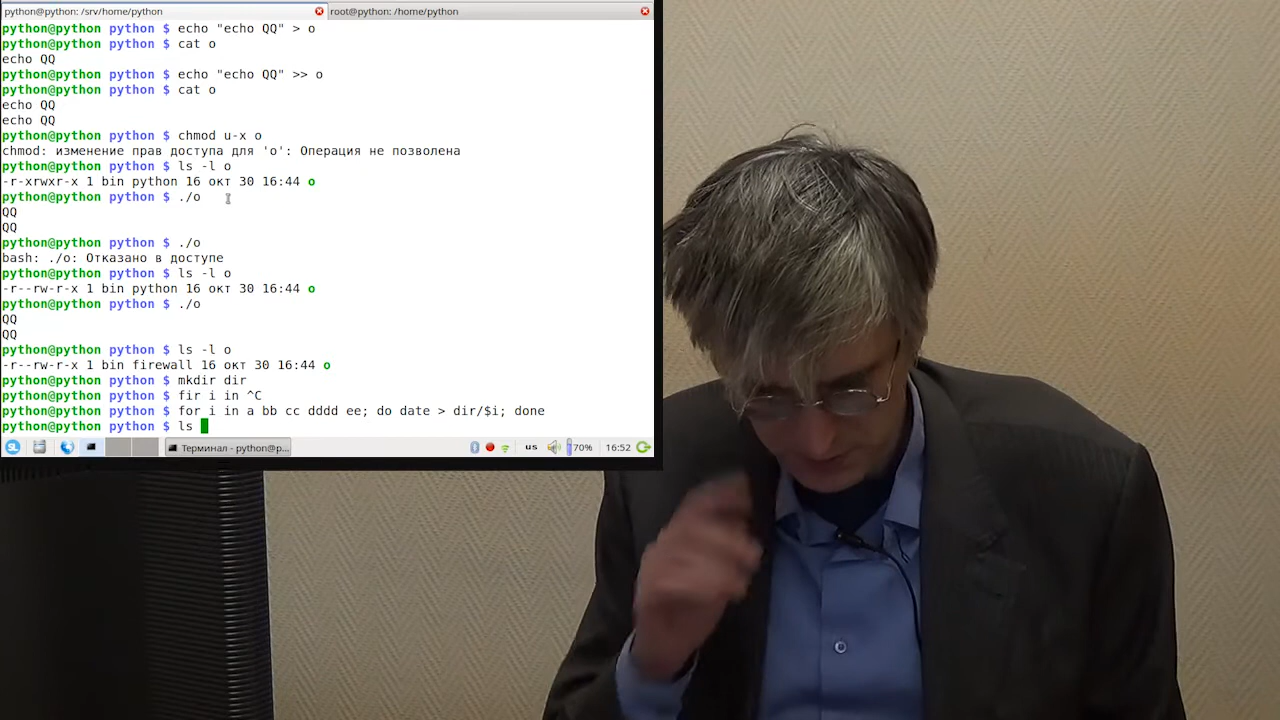 python@python: /srv/home/python
root@python: /home/python
python@python python $ echo "echo QQ" > o
python@python python $ cat o
echo QQ
python@python python $ echo "echo QQ" >> o
python@python python $ cat o
echo QQ
echo QQ
python@python python $ chmod u-x o
chmod: изменение прав доступа для 'o': Операция не позволена
python@python python $ ls -l o
-r-xrwxr-x 1 bin python 16 окт 30 16:44 o
python@python python $ ./o
QQ
QQ
python@python python $ ./o
bash: ./o: Отказано в доступе
python@python python $ ls -l o
-r--rw-r-x 1 bin python 16 окт 30 16:44 o
python@python python $ ./o
QQ
QQ
python@python python $ ls -l o
-r--rw-r-x 1 bin firewall 16 окт 30 16:44 o
python@python python $ mkdir dir
python@python python $ fir i in ^C
python@python python $ for i in a bb cc dddd ee; do date > dir/$i; done
python@python python $ ls
SL
Терминал - python@p...
us
70%
16:52